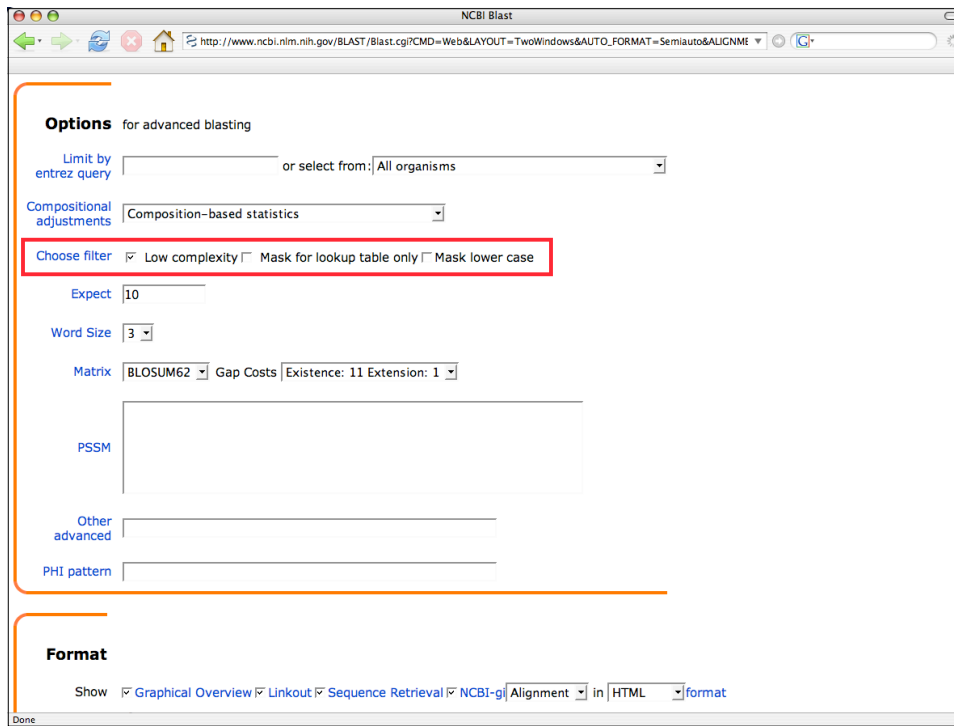 NCBI Blast
http://www.ncbi.nlm.nih.gov/BLAST/Blast.cgi?CMD=Web&LAYOUT=TwoWindows&AUTO_FORMAT=Semiauto&ALIGNME
G
Options for advanced blasting
Limit by entrez query or select from: All organisms
Compositional adjustments Composition-based statistics
Choose filter Low complexity Mask for lookup table only Mask lower case
Expect 10
Word Size 3
Matrix BLOSUM62 Gap Costs Existence: 11 Extension: 1
PSSM
Other advanced
PHI pattern
Format
Show Graphical Overview Linkout Sequence Retrieval NCBI-gi Alignment in HTML format
Done